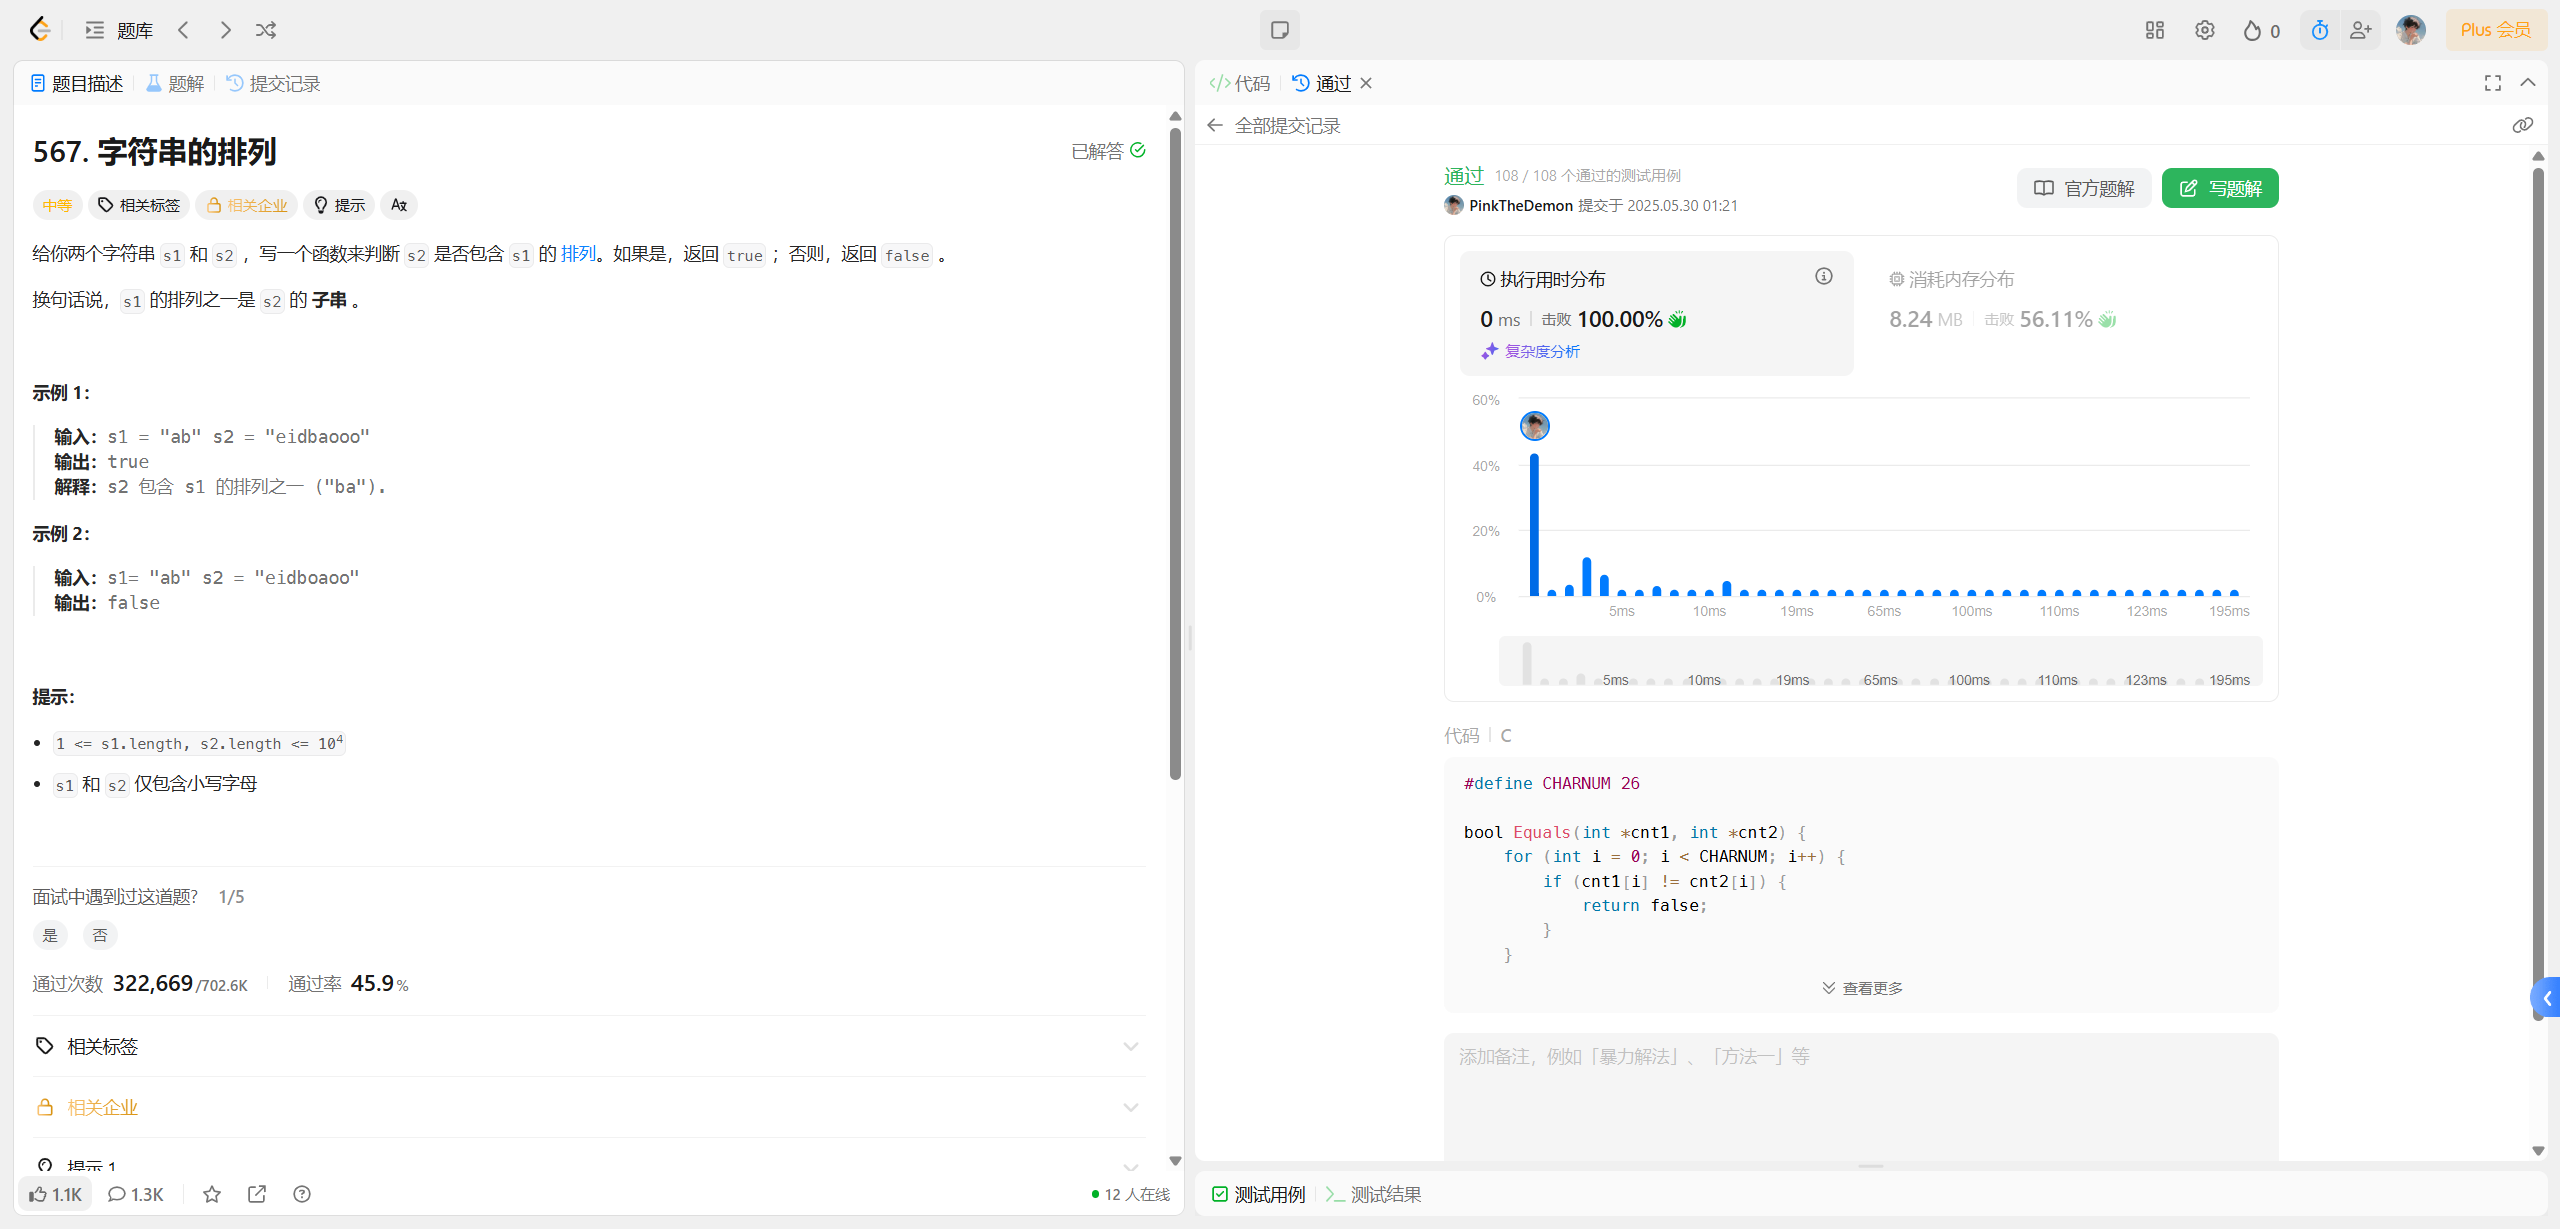 题库
0
Plus 会员
题目描述
题解
提交记录
567. 字符串的排列
已解答
中等
相关标签
相关企业
提示
给你两个字符串 s1 和 s2 ，写一个函数来判断 s2 是否包含 s1 的 排列。如果是，返回 true ；否则，返回 false 。
换句话说，s1 的排列之一是 s2 的 子串 。
示例 1：
输入：s1 = "ab" s2 = "eidbaooo"
输出：true
解释：s2 包含 s1 的排列之一 ("ba").
示例 2：
输入：s1= "ab" s2 = "eidboaoo"
输出：false
提示：
1 <= s1.length, s2.length <= 10⁴
s1 和 s2 仅包含小写字母
面试中遇到过这道题? 1/5
是
否
通过次数 322,669/702.6K
通过率 45.9%
相关标签
相关企业
提示 1
1.1K
1.3K
12 人在线
代码
通过
全部提交记录
通过 108 / 108 个通过的测试用例
PinkTheDemon 提交于 2025.05.30 01:21
官方题解
写题解
执行用时分布
0 ms 击败 100.00%
复杂度分析
消耗内存分布
8.24 MB 击败 56.11%
60%
40%
20%
0%
5ms 10ms 19ms 65ms 100ms 110ms 123ms 195ms
5ms 10ms 19ms 65ms 100ms 110ms 123ms 195ms
代码 C
#define CHARNUM 26
bool Equals(int *cnt1, int *cnt2) {
for (int i = 0; i < CHARNUM; i++) {
if (cnt1[i] != cnt2[i]) {
return false;
}
}
查看更多
添加备注，例如「暴力解法」、「方法一」等
测试用例
测试结果